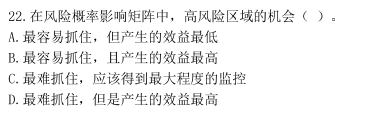 22.在风险概率影响矩阵中，高风险区域的机会（ ）。
A.最容易抓住，但产生的效益最低
B.最容易抓住，且产生的效益最高
C.最难抓住，应该得到最大程度的监控
D.最难抓住，但是产生的效益最高